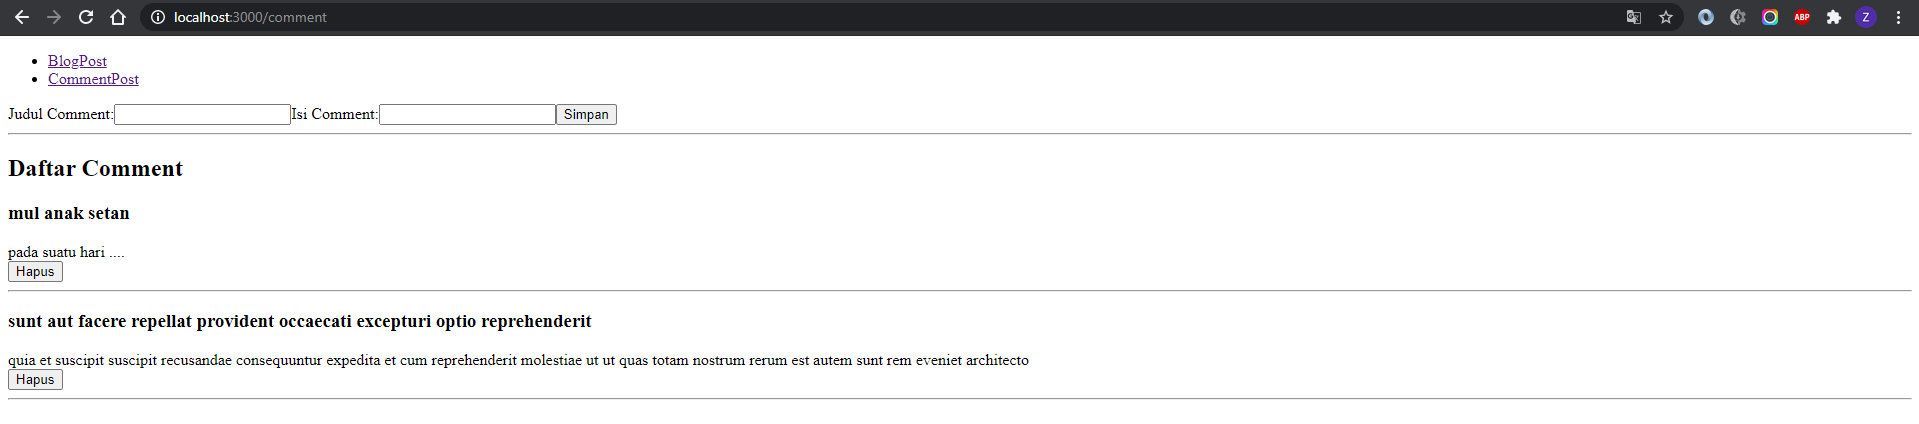 localhost:3000/comment
ABP
Z
BlogPost
CommentPost
Judul Comment: Isi Comment: Simpan
Daftar Comment
mul anak setan
pada suatu hari ....
Hapus
sunt aut facere repellat provident occaecati excepturi optio reprehenderit
quia et suscipit suscipit recusandae consequuntur expedita et cum reprehenderit molestiae ut ut quas totam nostrum rerum est autem sunt rem eveniet architecto
Hapus